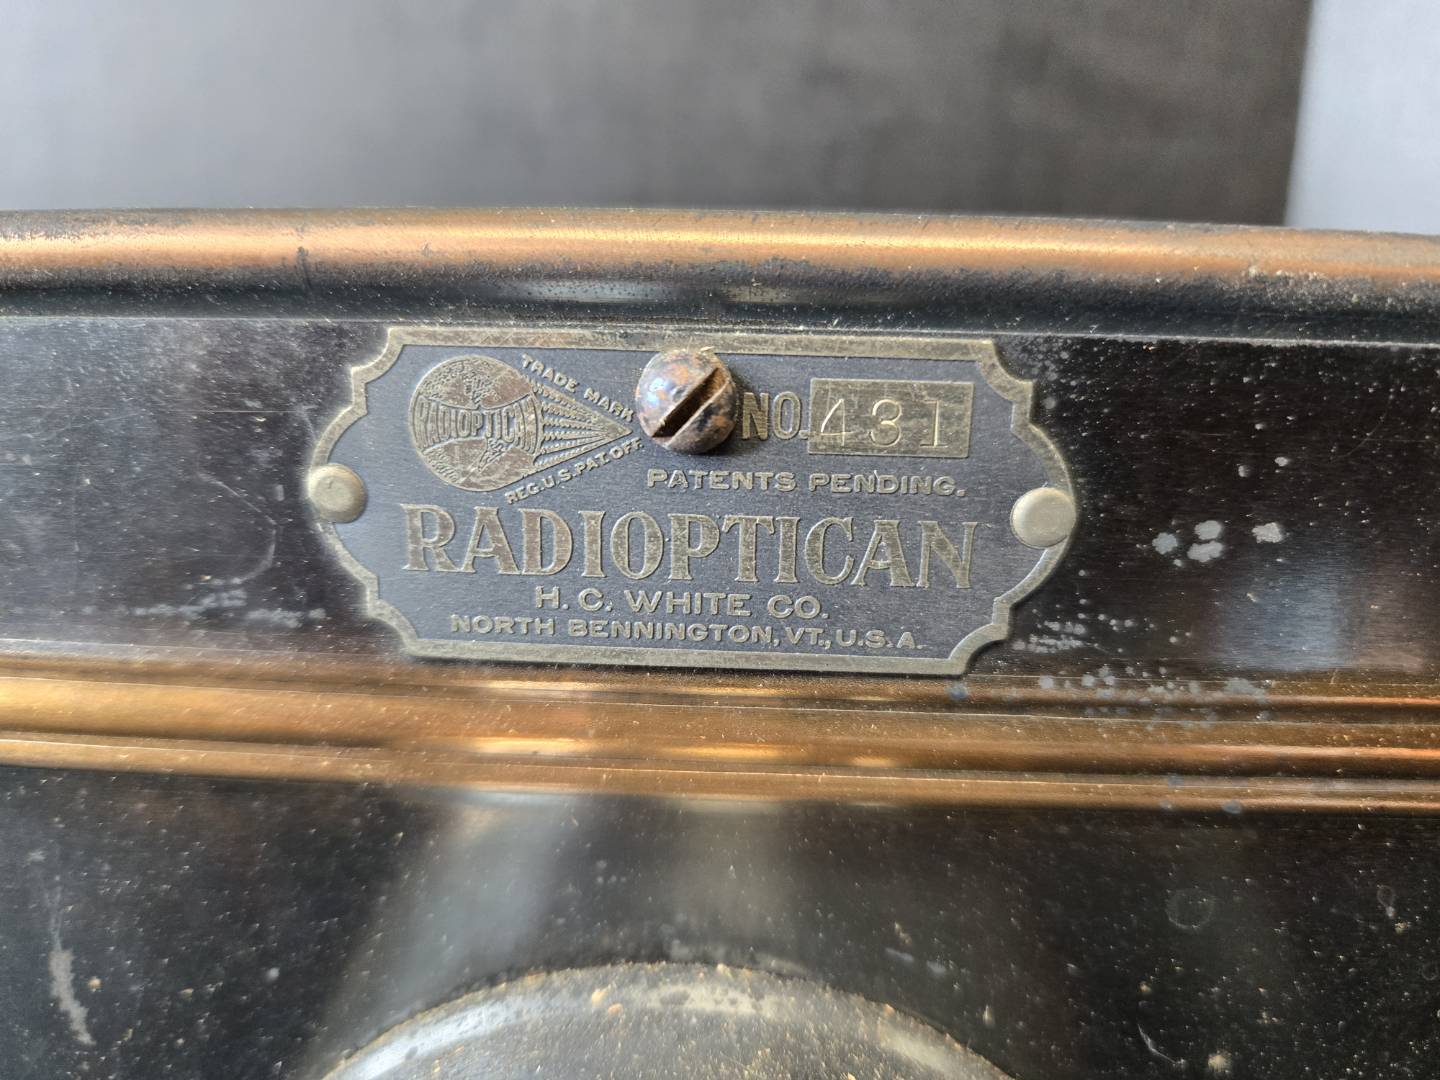 TRADE MARK
RADIOPTICAN
REG. U.S. PAT. OFF.
NO. 431
PATENTS PENDING.
RADIOPTICAN
H. C. WHITE CO.
NORTH BENNINGTON, VT., U.S.A.